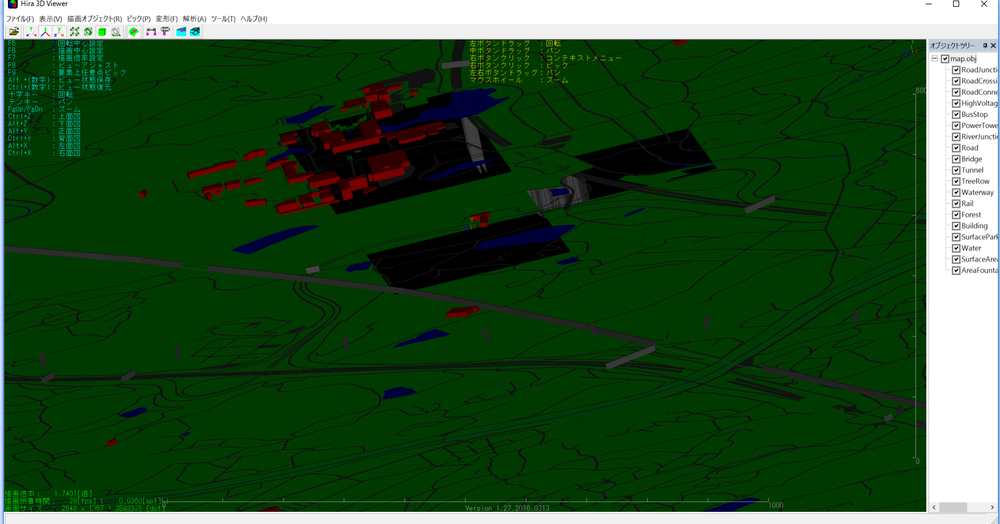 Hira 3D Viewer
ファイル(F) 表示(V) 描画オブジェクト(R) ピック(P) 変形(F) 解析(A) ツール(T) ヘルプ(H)
F5 : 回転中心設定
F6 : 描画中心設定
F7 : 描画倍率設定
F8 : ビューアジャスト
F9 : 要素上任意点ピック
Alt +(数字) : ビュー状態保存
Ctrl+(数字) : ビュー状態復元
十字キー : 回転
テンキー : パン
PgUp/PgDn : ズーム
Ctrl+Z : 上面図
Alt+Z : 下面図
Alt+Y : 正面図
Ctrl+Y : 背面図
Alt+X : 左面図
Ctrl+X : 右面図
左ボタンドラッグ : 回転
中ボタンドラッグ : パン
右ボタンクリック : コンテキストメニュー
右ボタンクリック : ピック
左右ボタンドラッグ : パン
マウスホイール : ズーム
オブジェクトツリー
map.obj
RoadJuncti
RoadCrossi
RoadConne
HighVoltag
BusStop
PowerTowe
RiverJuncti
Road
Bridge
Tunnel
TreeRow
Waterway
Rail
Forest
Building
SurfacePark
Water
SurfaceArea
AreaFounta
600
Y
X
0
描画倍率 : 1.7401[倍]
描画所要時間 : 28[fps] ( 0.0360[spf])
画面サイズ : 2648 × 1357 = 3593336 [dot]
0
Version 1.27.2016.0313
1000